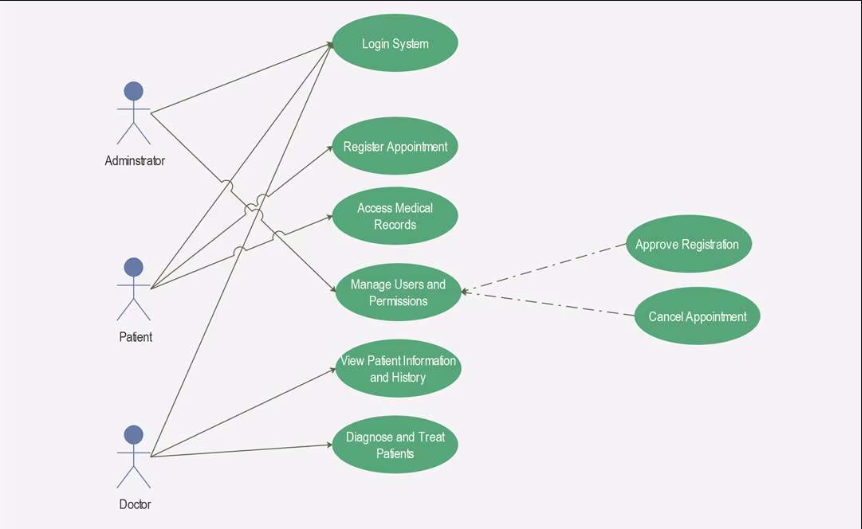 Login System
Adminstrator
Register Appointment
Access Medical
Records
Approve Registration
Manage Users and
Permissions
Cancel Appointment
Patient
View Patient Information
and History
Diagnose and Treat
Patients
Doctor